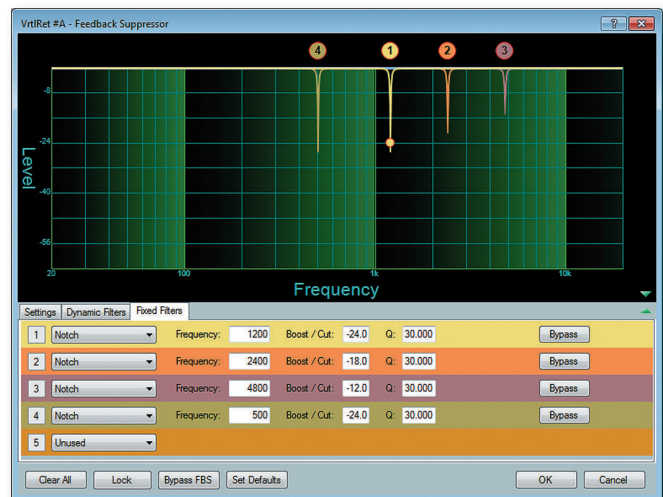 VrtlRet #A - Feedback Suppressor
4 1 2 3
-8
-24
-40
-56
Level
20 100 1k 10k
Frequency
Settings Dynamic Filters Fixed Filters
1 Notch Frequency: 1200 Boost / Cut: -24.0 Q: 30.000 Bypass
2 Notch Frequency: 2400 Boost / Cut: -18.0 Q: 30.000 Bypass
3 Notch Frequency: 4800 Boost / Cut: -12.0 Q: 30.000 Bypass
4 Notch Frequency: 500 Boost / Cut: -24.0 Q: 30.000 Bypass
5 Unused
Clear All Lock Bypass FBS Set Defaults OK Cancel